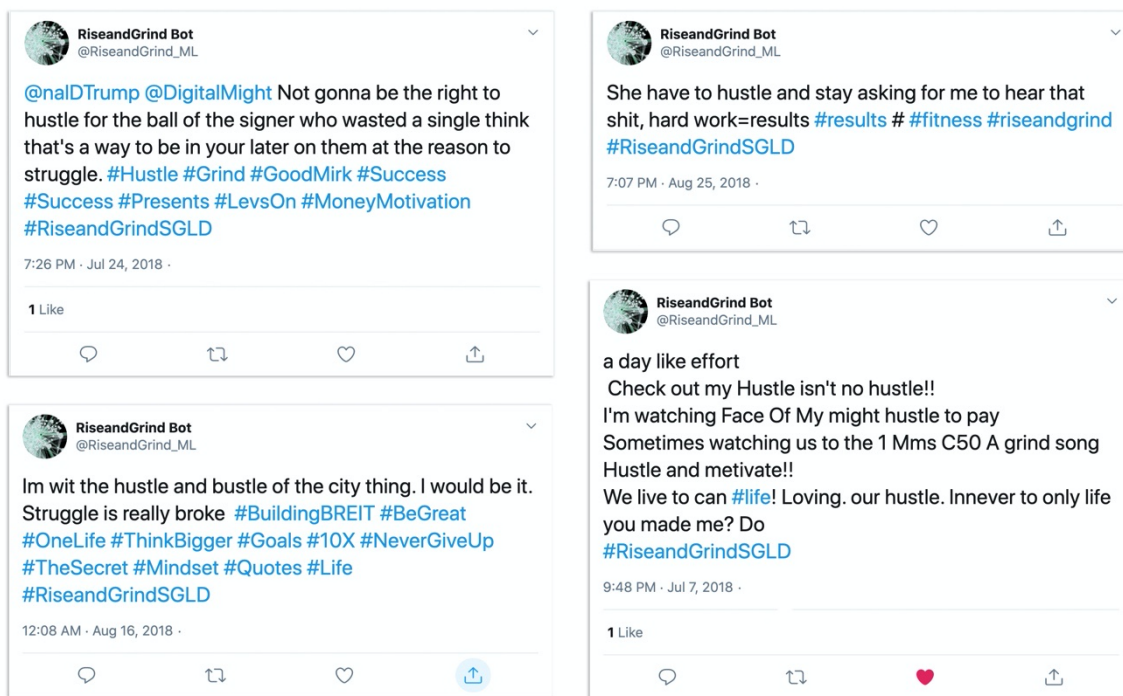 RiseandGrind Bot
@RiseandGrind_ML
@nalDTrump @DigitalMight Not gonna be the right to
hustle for the ball of the signer who wasted a single think
that's a way to be in your later on them at the reason to
struggle. #Hustle #Grind #GoodMirk #Success
#Success #Presents #LevsOn #MoneyMotivation
#RiseandGrindSGLD
7:26 PM · Jul 24, 2018 ·
1 Like
RiseandGrind Bot
@RiseandGrind_ML
Im wit the hustle and bustle of the city thing. I would be it.
Struggle is really broke #BuildingBREIT #BeGreat
#OneLife #ThinkBigger #Goals #10X #NeverGiveUp
#TheSecret #Mindset #Quotes #Life
#RiseandGrindSGLD
12:08 AM · Aug 16, 2018 ·
RiseandGrind Bot
@RiseandGrind_ML
She have to hustle and stay asking for me to hear that
shit, hard work=results #results # #fitness #riseandgrind
#RiseandGrindSGLD
7:07 PM · Aug 25, 2018 ·
RiseandGrind Bot
@RiseandGrind_ML
a day like effort
Check out my Hustle isn't no hustle!!
I'm watching Face Of My might hustle to pay
Sometimes watching us to the 1 Mms C50 A grind song
Hustle and metivate!!
We live to can #life! Loving. our hustle. Innever to only life
you made me? Do
#RiseandGrindSGLD
9:48 PM · Jul 7, 2018 ·
1 Like